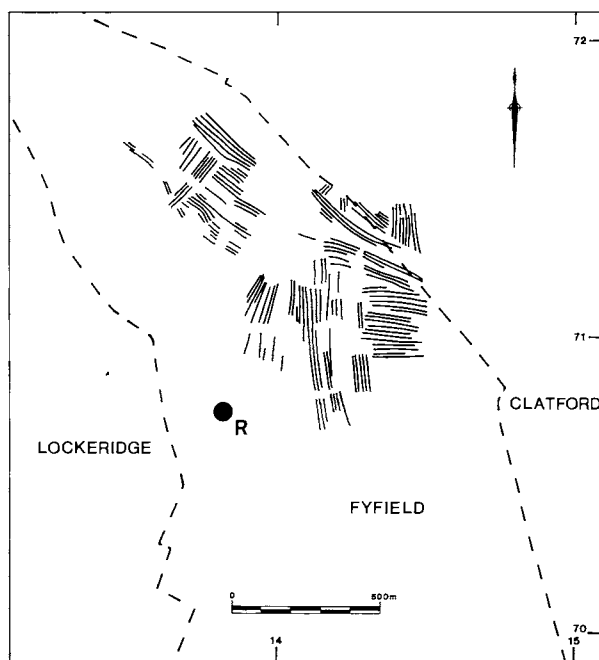 72
71
CLATFORD
R
LOCKERIDGE
FYFIELD
0 500m
70
14 15